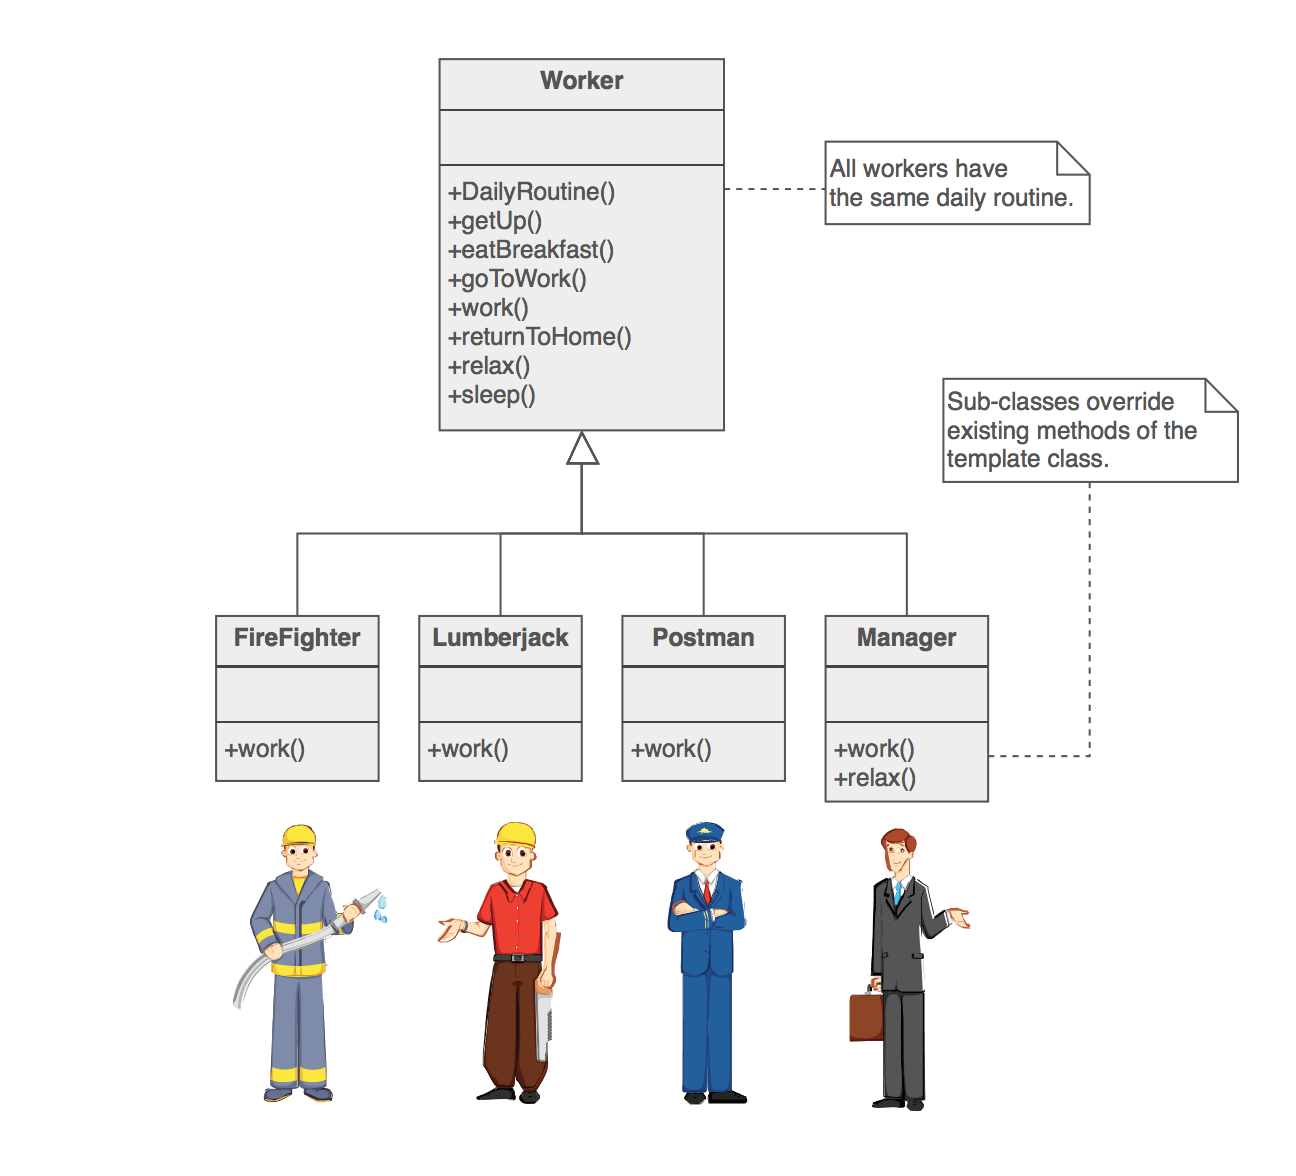 Worker
+DailyRoutine()
+getUp()
+eatBreakfast()
+goToWork()
+work()
+returnToHome()
+relax()
+sleep()
All workers have
the same daily routine.
Sub-classes override
existing methods of the
template class.
FireFighter
+work()
Lumberjack
+work()
Postman
+work()
Manager
+work()
+relax()